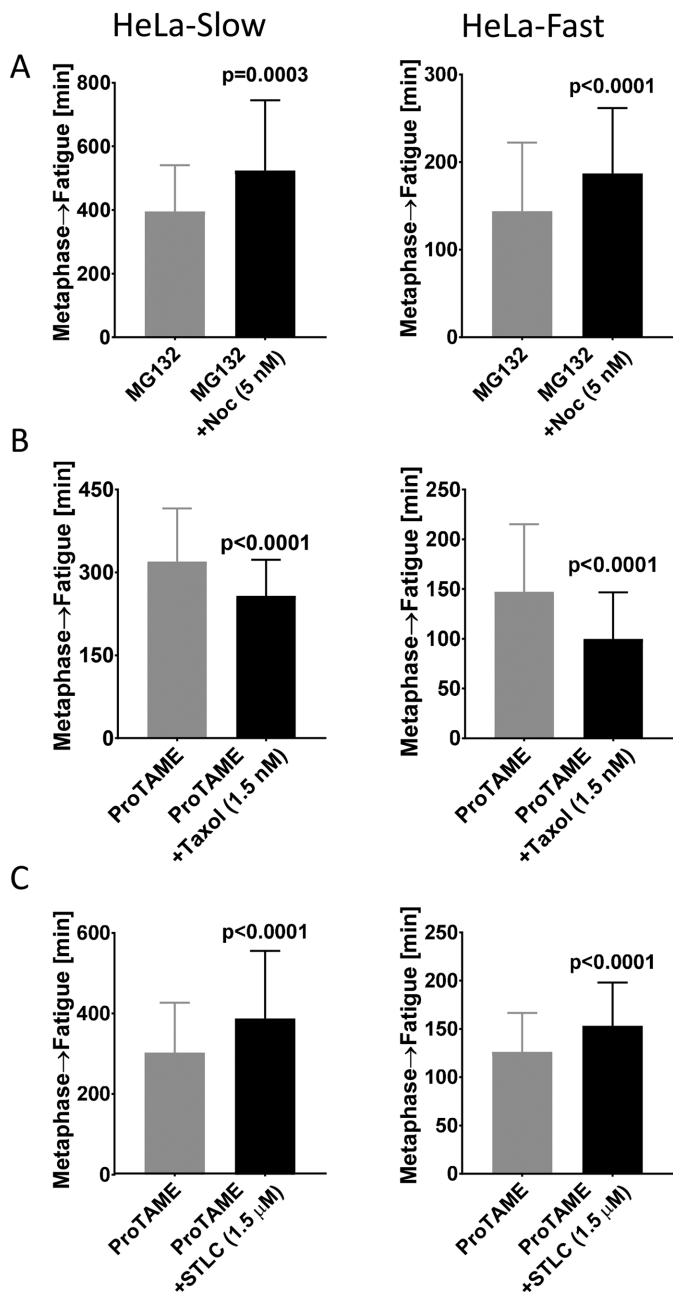 HeLa-Slow
HeLa-Fast
A
Metaphase→Fatigue [min]
800
600
400
200
0
p=0.0003
MG132
MG132
+Noc (5 nM)
Metaphase→Fatigue [min]
300
200
100
0
p<0.0001
MG132
MG132
+Noc (5 nM)
B
Metaphase→Fatigue [min]
450
300
150
0
p<0.0001
ProTAME
ProTAME
+Taxol (1.5 nM)
Metaphase→Fatigue [min]
250
200
150
100
50
0
p<0.0001
ProTAME
ProTAME
+Taxol (1.5 nM)
C
Metaphase→Fatigue [min]
600
400
200
0
p<0.0001
ProTAME
ProTAME
+STLC (1.5 μM)
Metaphase→Fatigue [min]
250
200
150
100
50
0
p<0.0001
ProTAME
ProTAME
+STLC (1.5 μM)